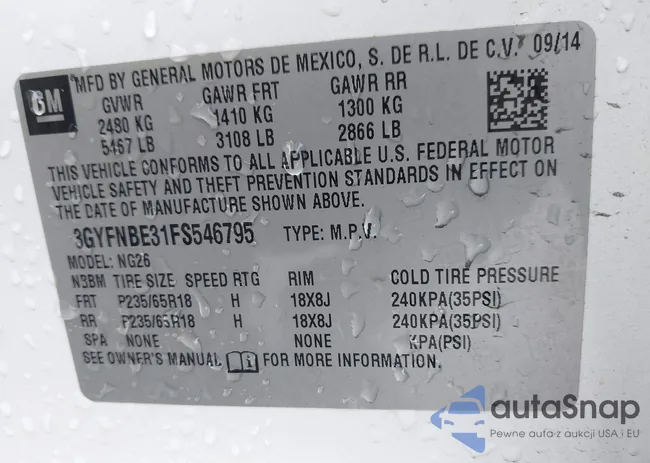 GM
MFD BY GENERAL MOTORS DE MEXICO, S. DE R.L. DE C.V. 09/14
GVWR GAWR FRT GAWR RR
2480 KG 1410 KG 1300 KG
5467 LB 3108 LB 2866 LB
THIS VEHICLE CONFORMS TO ALL APPLICABLE U.S. FEDERAL MOTOR
VEHICLE SAFETY AND THEFT PREVENTION STANDARDS IN EFFECT ON
THE DATE OF MANUFACTURE SHOWN ABOVE.
3GYFNBE31FS546795 TYPE: M.P.V.
MODEL: NG26
N3BM TIRE SIZE SPEED RTG RIM COLD TIRE PRESSURE
FRT P235/65R18 H 18X8J 240KPA(35PSI)
RR P235/65R18 H 18X8J 240KPA(35PSI)
SPA NONE NONE KPA(PSI)
SEE OWNER'S MANUAL FOR MORE INFORMATION.
autaSnap
Pewne auta z aukcji USA i EU